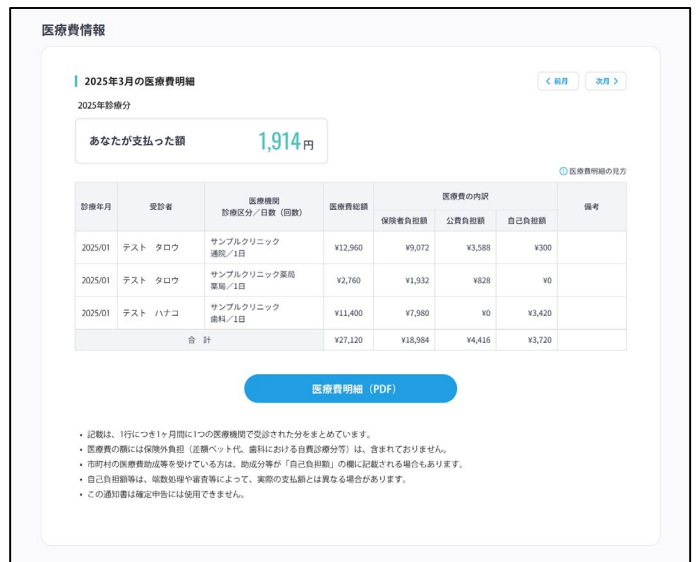 医療費情報
2025年3月の医療費明細
< 前月 次月 >
2025年診療分
あなたが支払った額 1,914 円
医療費明細の見方
診療年月 受診者 医療機関 診療区分／日数（回数） 医療費総額 医療費の内訳 備考
保険者負担額 公費負担額 自己負担額
2025/01 テスト タロウ サンプルクリニック 通院／1日 ¥12,960 ¥9,072 ¥3,588 ¥300
2025/01 テスト タロウ サンプルクリニック薬局 薬局／1日 ¥2,760 ¥1,932 ¥828 ¥0
2025/01 テスト ハナコ サンプルクリニック 歯科／1日 ¥11,400 ¥7,980 ¥0 ¥3,420
合 計 ¥27,120 ¥18,984 ¥4,416 ¥3,720
医療費明細（PDF）
• 記載は、1行につき1ヶ月間に1つの医療機関で受診された分をまとめています。
• 医療費の額には保険外負担（差額ベット代、歯科における自費診療分等）は、含まれておりません。
• 市町村の医療費助成等を受けている方は、助成分等が「自己負担額」の欄に記載される場合もあります。
• 自己負担額等は、端数処理や審査等によって、実際の支払額とは異なる場合があります。
• この通知書は確定申告には使用できません。